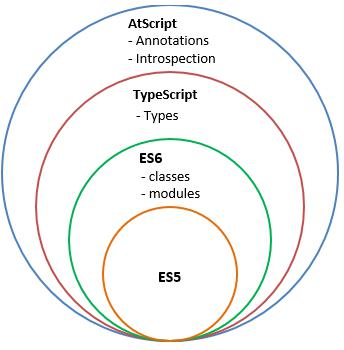 AtScript
- Annotations
- Introspection
TypeScript
- Types
ES6
- classes
- modules
ES5